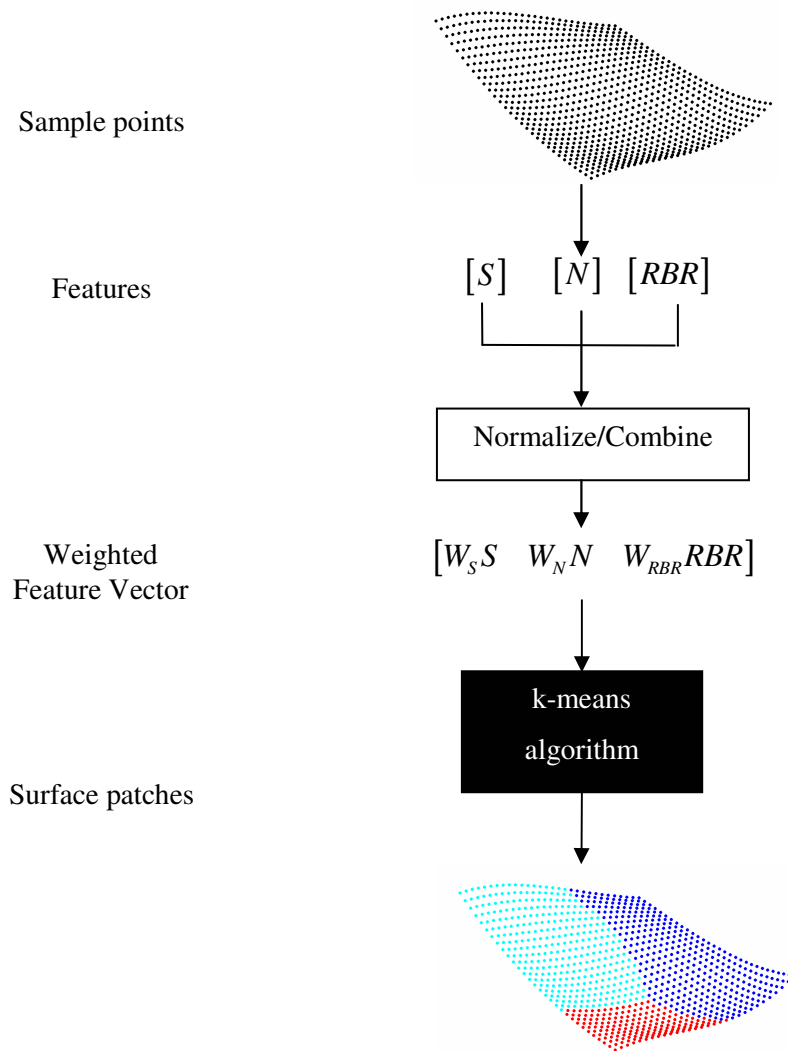 Sample points
Features
[S] [N] [RBR]
Normalize/Combine
Weighted
Feature Vector
[W_S S W_N N W_RBR RBR]
k-means
algorithm
Surface patches